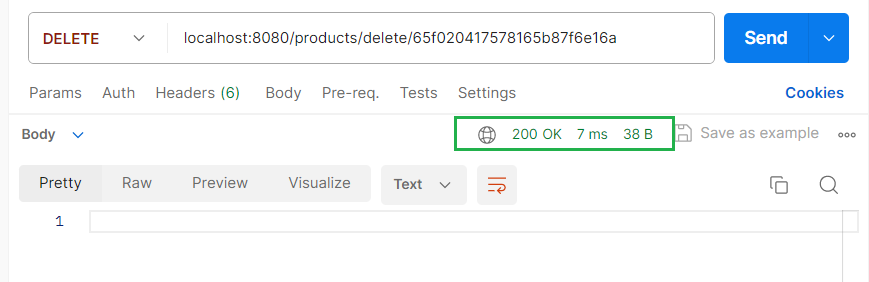 DELETE localhost:8080/products/delete/65f020417578165b87f6e16a Send
Params Auth Headers (6) Body Pre-req. Tests Settings Cookies
Body 200 OK 7 ms 38 B Save as example
Pretty Raw Preview Visualize Text
1